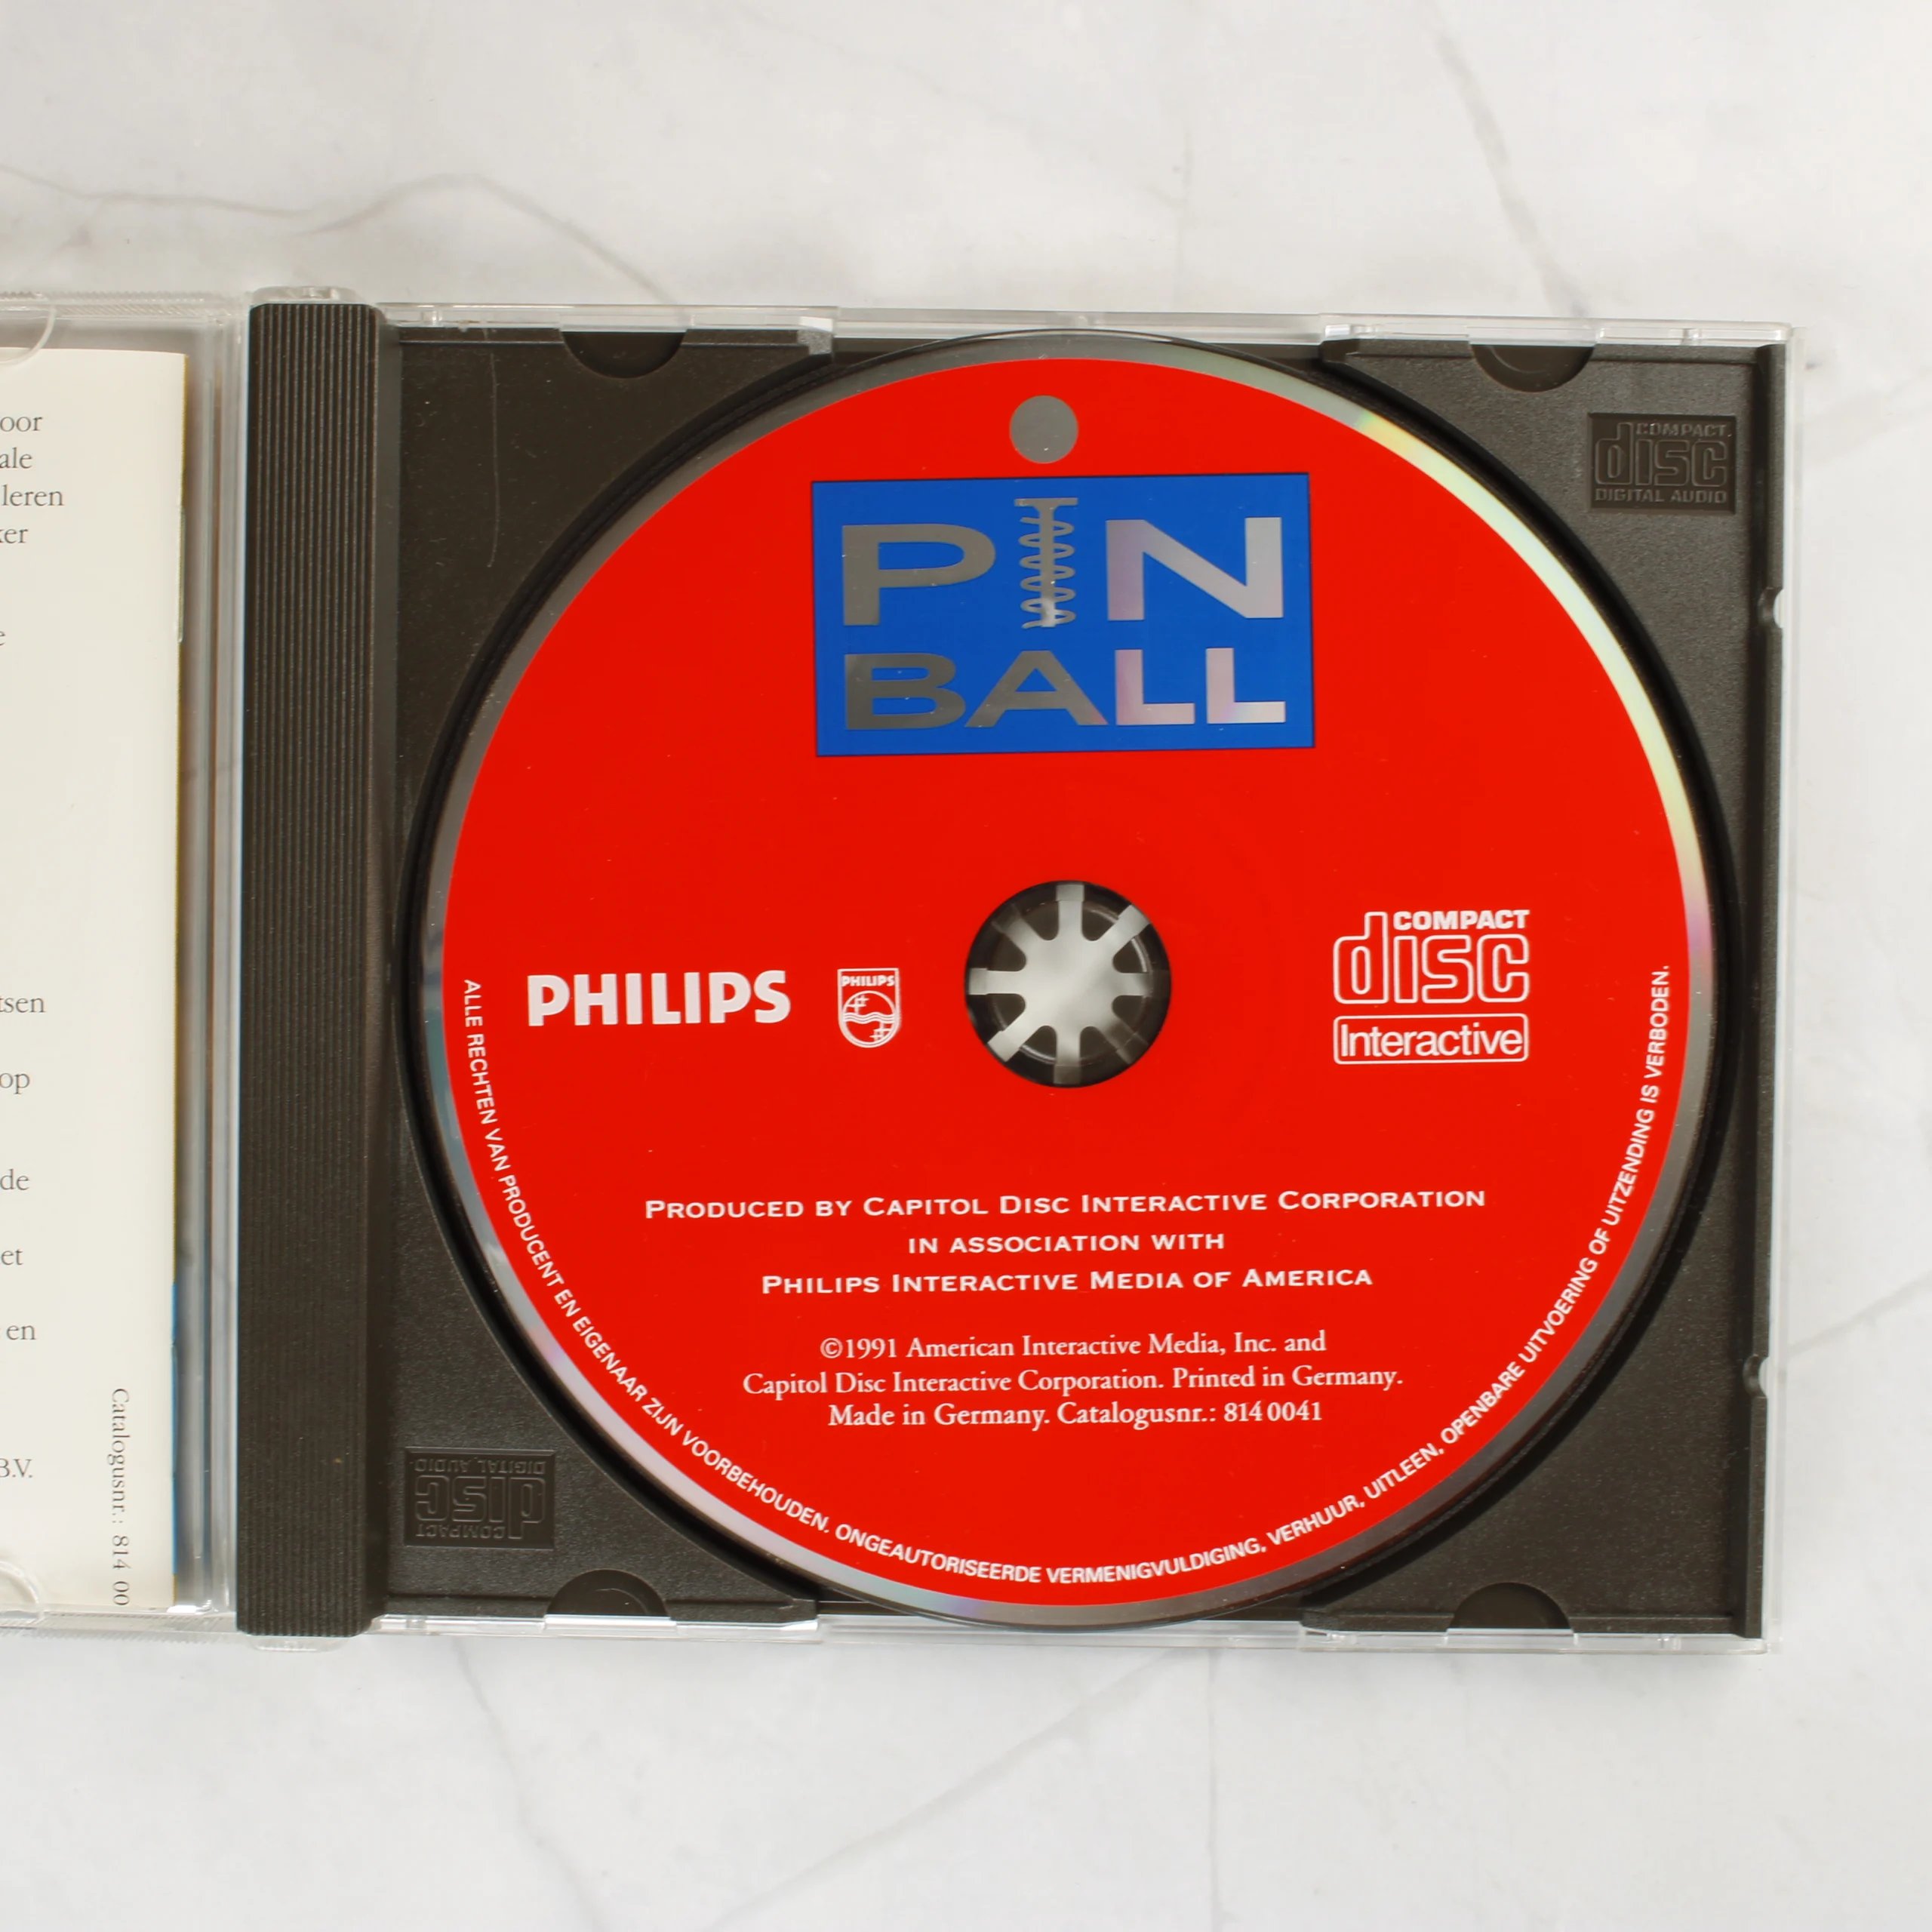 oor
ale
leren
ker
e
tsen
op
de
et
en
B.V.
Catalogusnr.: 814 00
PIN
BALL
PHILIPS
PHILIPS
COMPACT
disc
Interactive
PRODUCED BY CAPITOL DISC INTERACTIVE CORPORATION
IN ASSOCIATION WITH
PHILIPS INTERACTIVE MEDIA OF AMERICA
©1991 American Interactive Media, Inc. and
Capitol Disc Interactive Corporation. Printed in Germany.
Made in Germany. Catalogusnr.: 814 0041
ALLE RECHTEN VAN PRODUCENT EN EIGENAAR ZIJN VOORBEHOUDEN. ONGEAUTORISEERDE VERMENIGVULDIGING, VERHUUR, UITLEEN, OPENBARE UITVOERING OF UITZENDING IS VERBODEN.
COMPACT
disc
DIGITAL AUDIO
COMPACT
disc
DIGITAL AUDIO